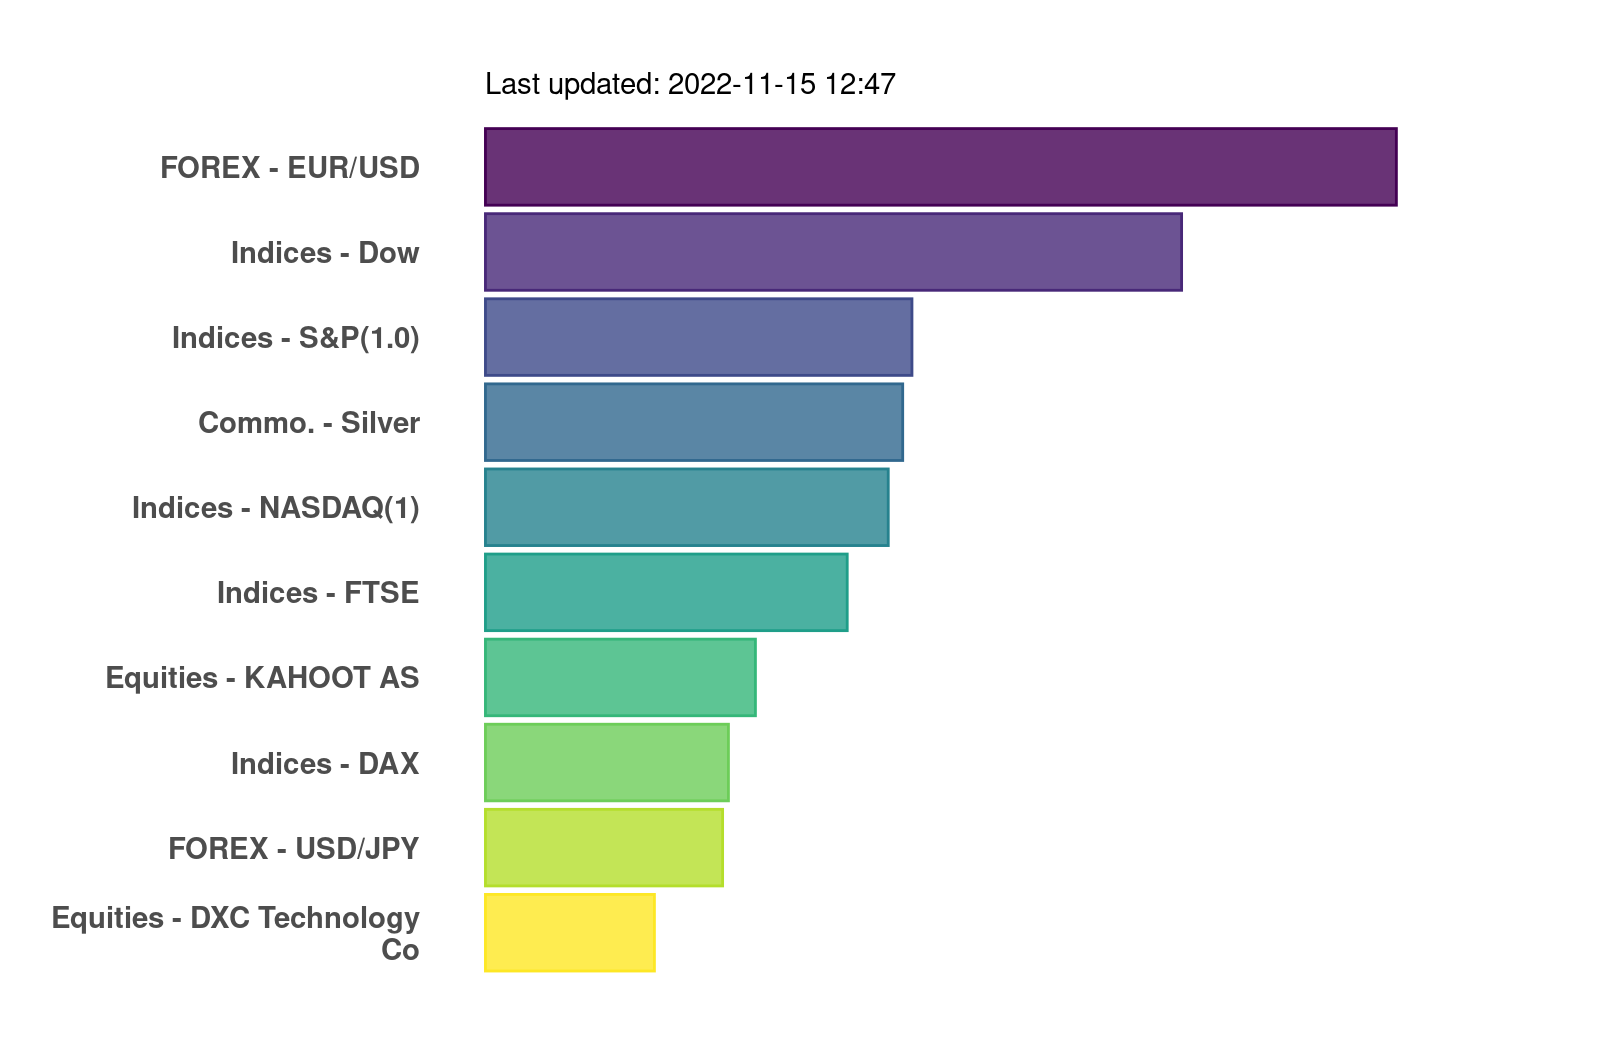 Last updated: 2022-11-15 12:47
FOREX - EUR/USD
Indices - Dow
Indices - S&P(1.0)
Commo. - Silver
Indices - NASDAQ(1)
Indices - FTSE
Equities - KAHOOT AS
Indices - DAX
FOREX - USD/JPY
Equities - DXC Technology
Co